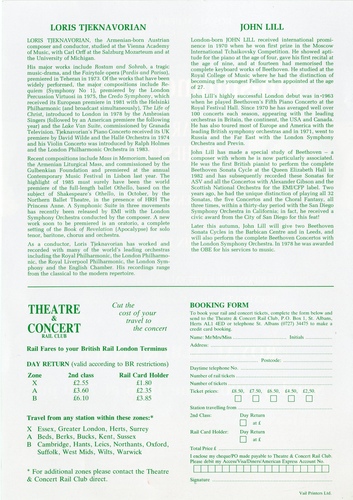 LORIS TJEKNAVORIAN
LORIS TJEKNAVORIAN, the Armenian-born Austrian
composer and conductor, studied at the Vienna Academy
of Music, with Carl Orff at the Salzburg Mozarteum and at
the University of Michigan.
His major works include Rostam and Sohrab, a tragic
music-drama, and the Fairytale opera (Pardis and Parisa),
premiered in Teheran in 1973. Of the works that have been
widely performed, his major compositions include Re-
quiem (Symphony No 1), premiered by the London
Percussion Virtuosi in 1975, the Credo Symphony, which
received its European premiere in 1981 with the Helsinki
Philharmonic (and broadcast simultaneously). The Life of
Christ, introduced to London in 1978 by the Ambrosian
Singers (followed by an American premiere the following
year) and the Lake Van Suite, commissioned by Granada
Television. Tjeknavorian's Piano Concerto received its UK
premiere by David Wilde and the Hallé Orchestra in 1974
and his Violin Concerto was introduced by Ralph Holmes
and the London Philharmonic Orchestra in 1983.
Recent compositions include Mass in Memoriam, based on
the Armenian Liturgical Mass, and commissioned by the
Gulbenkian Foundation and premiered at the annual
Contemporary Music Festival in Lisbon last year. The
highlight of 1985 most surely have been the world
premiere of the full-length ballet Othello, based on the
subject of Shakespeare's Othello, in October, by the
Northern Ballet Theatre, in the presence of HRH The
Princess Anne. A Symphonic Suite in three movements
has recently been released by EMI with the London
Symphony Orchestra conducted by the composer. A new
work soon to be premiered is an oratorio, a complete
setting of the Book of Revelation (Apocalypse) for solo
tenor, baritone, chorus and orchestra.
As a conductor, Loris Tjeknavorian has worked and
recorded with many of the world's leading orchestras
including the Royal Philharmonic, the London Philharmo-
nic, the Royal Liverpool Philharmonic, the London Sym-
phony and the English Chamber. His recording range
from the classical to the modern repertoire.
JOHN LILL
London-born JOHN LILL received international promi-
nence in 1970 when he won first prize in the Moscow
International Tchaikovsky Competition. He showed apti-
tude for the piano at the age of four, gave his first recital at
the age of nine, and at fourteen had memorised the
complete keyboard works of Beethoven. He studied at the
Royal College of Music where he had the distinction of
becoming the youngest Fellow when appointed at the age
of 27.
John Lill's highly successful London debut was in 1963
when he played Beethoven's Fifth Piano Concerto at the
Royal Festival Hall. Since 1970 he has averaged well over
100 concerts each season, appearing with the leading
orchestras in Britain, the continent, the USA and Canada.
He has also toured most of Europe many times with the
leading British symphony orchestras and in 1971, went to
Russia and the Far East with the London Symphony
Orchestra and Previn.
John Lill has made a special study of Beethoven – a
composer with whom he is now particularly associated.
He was the first British pianist to perform the complete
Beethoven Sonata Cycle at the Queen Elizabeth Hall in
1982 and has subsequently recorded these Sonatas for
ASV and all the Concertos with Alexander Gibson and the
Scottish National Orchestra for the EMI/CFP label. Two
years ago, he had the unique distinction of playing all 32
Sonatas, the five Concertos and the Choral Fantasy, all
three times, within a thirty-day period with the San Diego
Symphony Orchestra in California; in fact, he received a
civic award from the City of San Diego for this feat!
Later this autumn, John Lill will give two Beethoven
Sonata Cycles in the Barbican Centre and in Leeds, and
will also perform the complete Beethoven Concertos with
the London Symphony Orchestra. In 1978 he was awarded
the OBE for his services to music.
THEATRE
&
CONCERT
RAIL CLUB
Cut the
cost of your
travel to
the concert
Rail Fares to your British Rail London Terminus
DAY RETURN (valid according to BR restrictions)
Zone 2nd class Rail Card Holder
X £2.55 £1.80
A £3.60 £2.35
B £6.10 £3.85
Travel from any station within these zones:*
X Essex, Greater London, Herts, Surrey
A Beds, Berks, Bucks, Kent, Sussex
B Cambridge, Hants, Leics, Northants, Oxford,
Suffolk, West Mids, Wilts, Warwick
* For additional zones please contact the Theatre
& Concert Rail Club direct.
BOOKING FORM
To book your rail and concert tickets, complete the form below and
send to the Theatre & Concert Rail Club, P.O. Box 1, St. Albans,
Herts AL1 4ED or telephone St. Albans (0727) 34475 to make a
credit card booking.
Name: Mr/Mrs/Miss Initials
Address:
Postcode:
Daytime telephone No.
Number of rail tickets
Number of tickets
Ticket prices: £8.50, £7.50, £6.50, £4.50, £2.50.
Station travelling from
2nd Class: Day Return
at £
Rail Card Holder: Day Return
at £
Total Price £
I enclose my cheque/PO made payable to Theatre & Concert Rail Club.
Please debit my Access/Visa/Diners/American Express Account No.
Vail Printers Ltd.